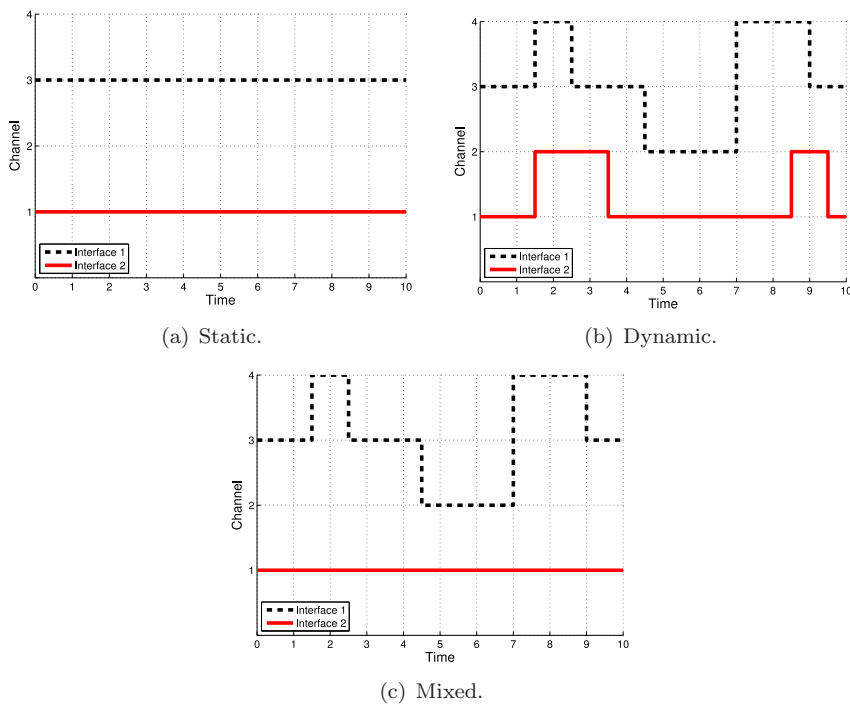 4
3
2
1
Channel
0 1 2 3 4 5 6 7 8 9 10
Time
Interface 1
Interface 2
(a) Static.
4
3
2
1
Channel
0 1 2 3 4 5 6 7 8 9 10
Time
Interface 1
Interface 2
(b) Dynamic.
4
3
2
1
Channel
0 1 2 3 4 5 6 7 8 9 10
Time
Interface 1
Interface 2
(c) Mixed.